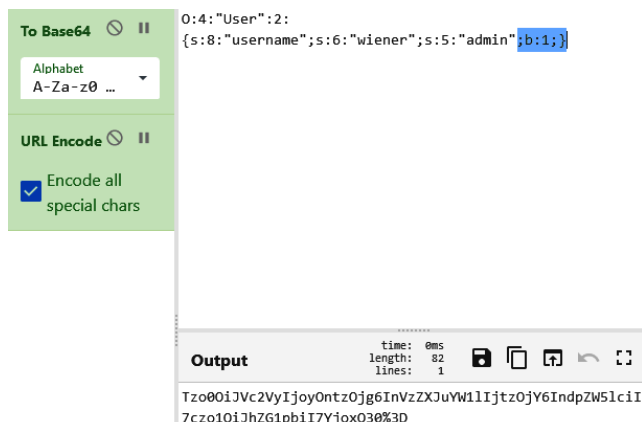 To Base64
Alphabet
A-Za-z0 …
URL Encode
Encode all
special chars
O:4:"User":2:
{s:8:"username";s:6:"wiener";s:5:"admin";b:1;}
Output
time: 0ms
length: 82
lines: 1
Tzo0OiJVc2VyIjoyOntzOjg6InVzZXJuYW1lIjtzOjY6IndpZW5lciI
7czo1OiJhZG1pbiI7YjoxO30%3D